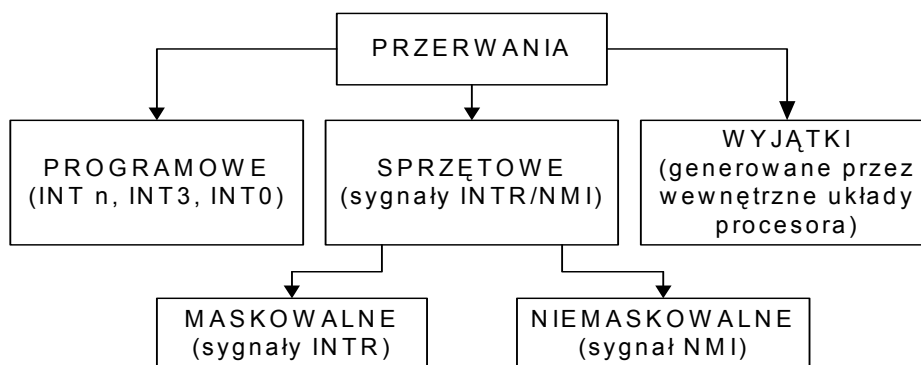 PRZERWANIA
PROGRAMOWE
(INT n, INT3, INT0)
SPRZĘTOWE
(sygnały INTR/NMI)
WYJĄTKI
(generowane przez
wewnętrzne układy
procesora)
MASKOWALNE
(sygnały INTR)
NIEMASKOWALNE
(sygnał NMI)